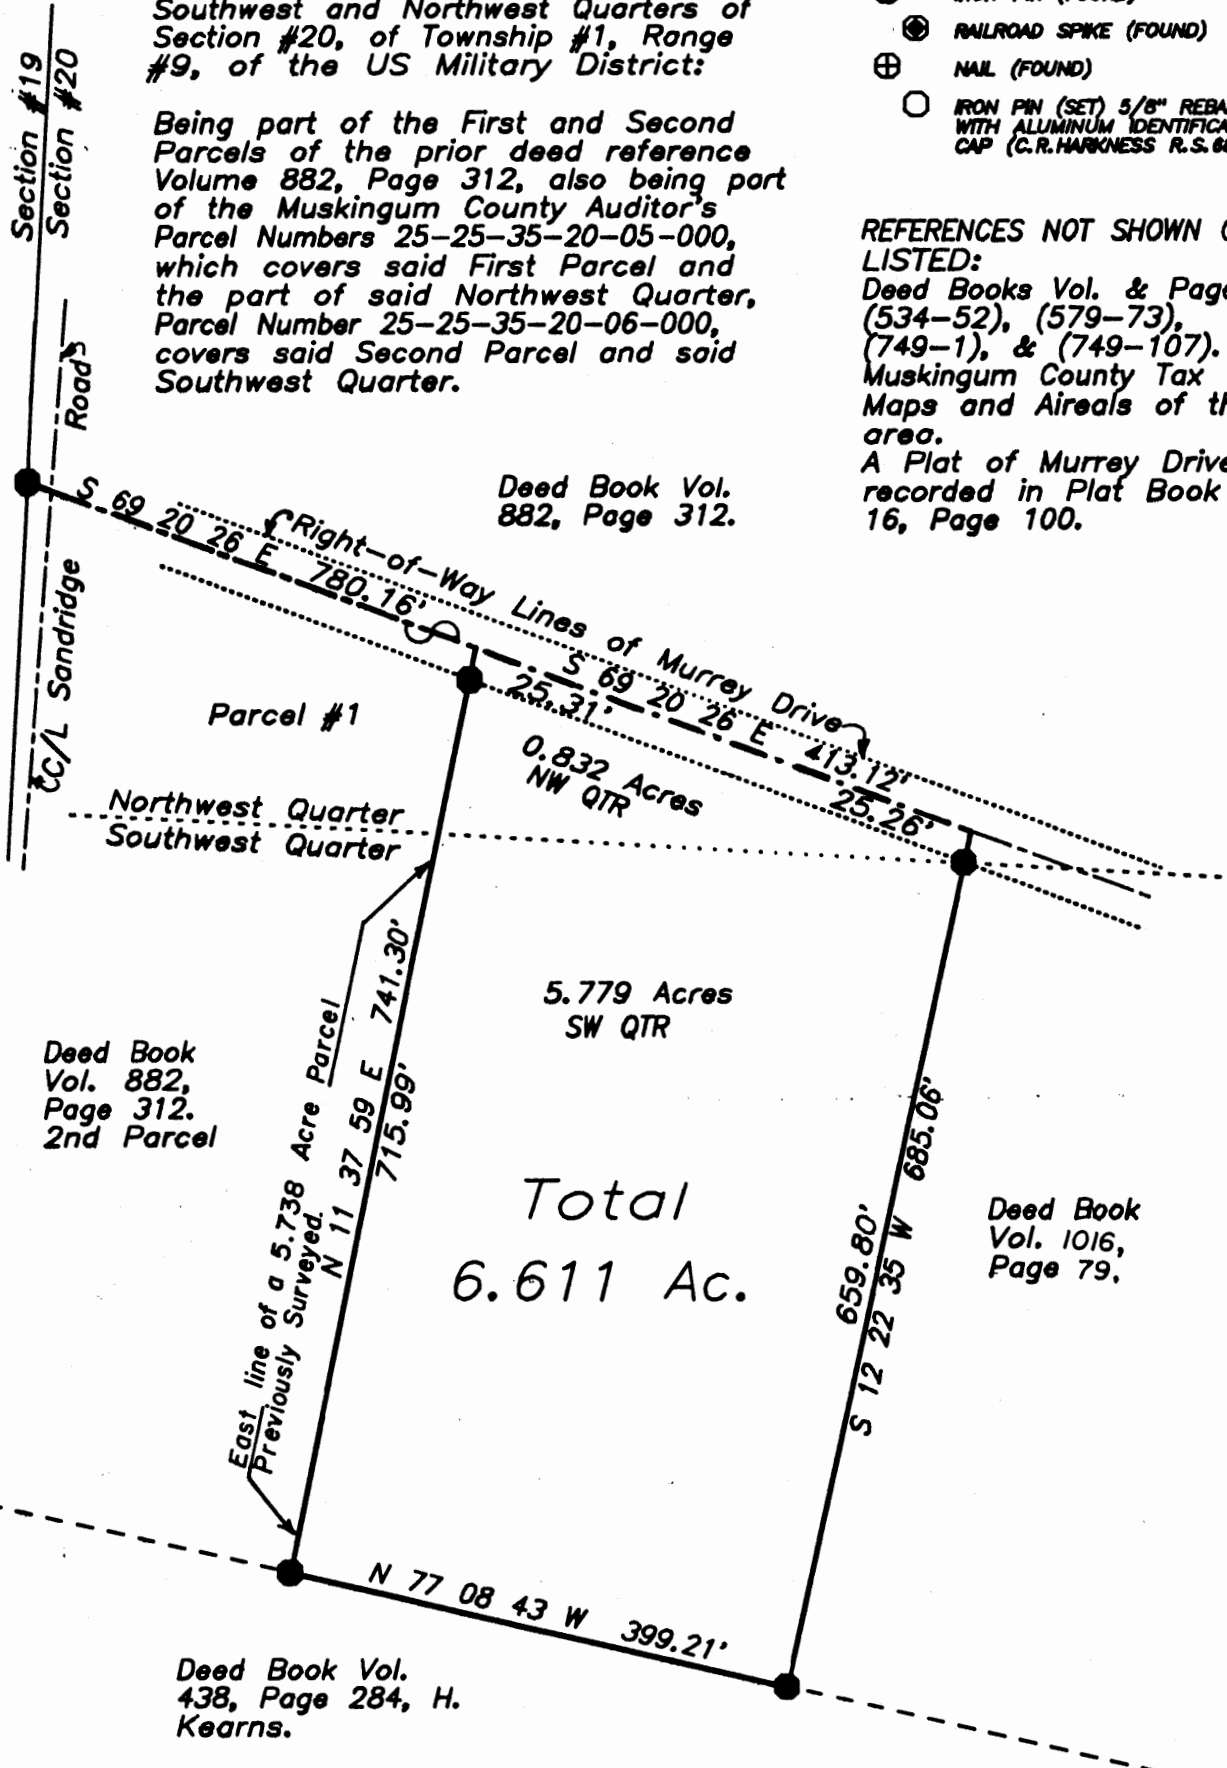 Southwest and Northwest Quarters of
Section #20, of Township #1, Range
#9, of the US Military District:
Being part of the First and Second
Parcels of the prior deed reference
Volume 882, Page 312, also being part
of the Muskingum County Auditor's
Parcel Numbers 25-25-35-20-05-000,
which covers said First Parcel and
the part of said Northwest Quarter,
Parcel Number 25-25-35-20-06-000,
covers said Second Parcel and said
Southwest Quarter.
RAILROAD SPIKE (FOUND)
NAIL (FOUND)
IRON PIN (SET) 5/8"
WITH ALUMINUM
CAP (C.R.HARKNESS R.S.
REFERENCES NOT SHOWN
LISTED:
Deed Books Vol. &
(534-52), (579-73),
(749-1), & (749-107).
Muskingum County Tax
Maps and Aireals of
area.
A Plat of Murrey Drive
recorded in Plat Book
16, Page 100.
Section #19
Section #20
Road
C/L Sandridge
Deed Book Vol.
882, Page 312.
S 69 20 26 E 780.16'
Right-of-Way Lines of Murrey Drive
S 69 20 26 E 413.12'
25.31'
25.26'
Parcel #1
0.832 Acres
NW QTR
Northwest Quarter
Southwest Quarter
5.779 Acres
SW QTR
Deed Book
Vol. 882,
Page 312.
2nd Parcel
East line of a 5.738 Acre Parcel
Previously Surveyed.
N 11 37 59 E 741.30'
715.99'
Total
6.611 Ac.
659.80'
S 12 22 35 W 685.06'
Deed Book
Vol. 1016,
Page 79,
N 77 08 43 W 399.21'
Deed Book Vol.
438, Page 284, H.
Kearns.